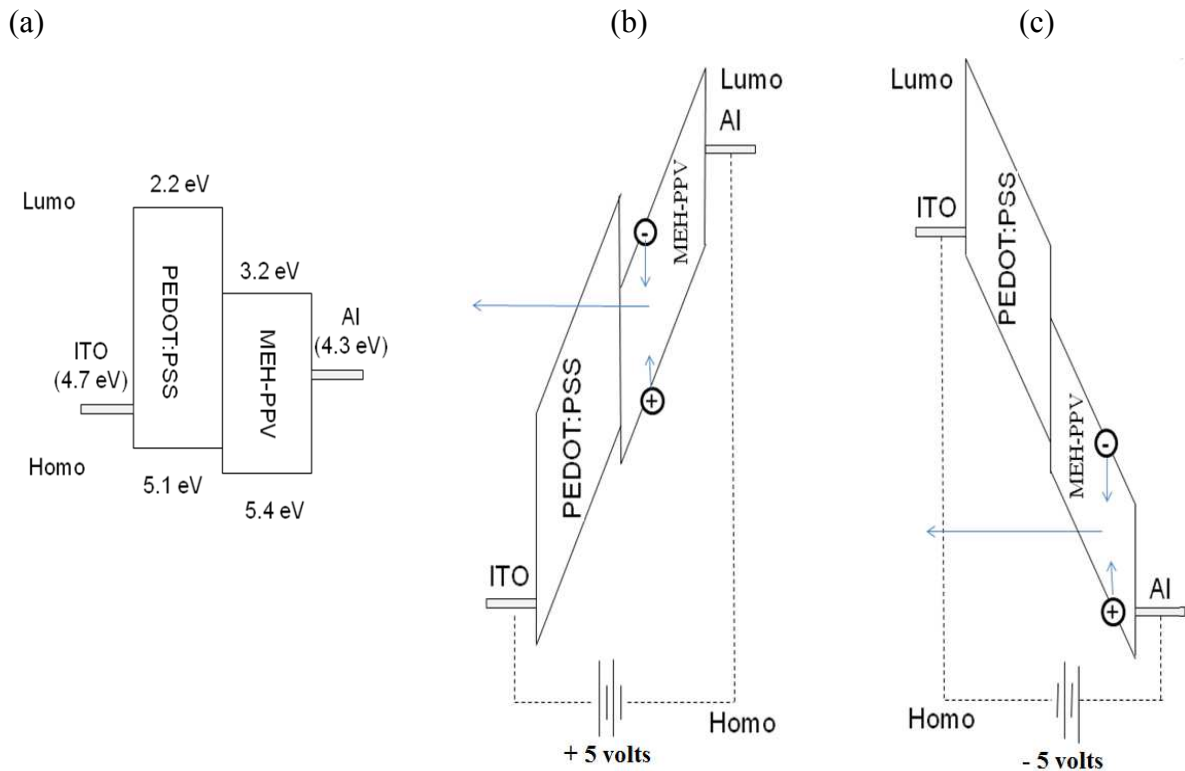 (a)
(b)
(c)
Lumo
2.2 eV
PEDOT:PSS
3.2 eV
MEH-PPV
Al
(4.3 eV)
ITO
(4.7 eV)
Homo
5.1 eV
5.4 eV
Lumo
Al
MEH-PPV
-
PEDOT:PSS
+
ITO
Homo
+ 5 volts
Lumo
ITO
PEDOT:PSS
MEH-PPV
-
+
Al
Homo
- 5 volts